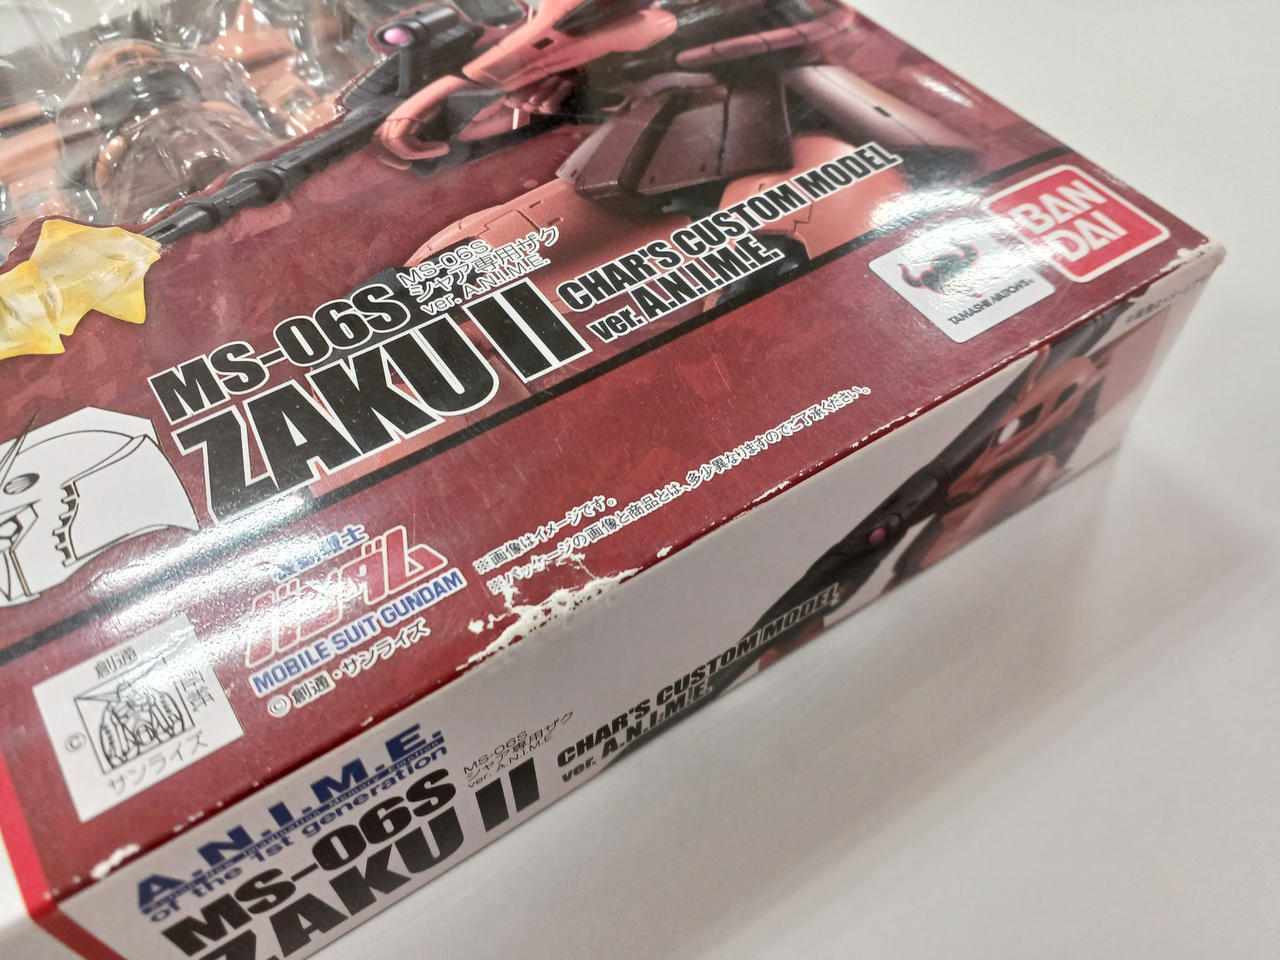 MS-06S
シャア専用ザク
ver. A.N.I.M.E.
MS-06S
ZAKU II
CHAR'S CUSTOM MODEL
ver. A.N.I.M.E.
BAN
DAI
TAMASHII NATIONS
※画像はイメージです。
※パッケージの画像と商品とは、多少異なりますのでご了承ください。
機動戦士
ガンダム
MOBILE SUIT GUNDAM
© 創通・サンライズ
創通
©
サンライズ
A.N.I.M.E.
of the 1st generation
MS-06S
シャア専用ザク
ver. A.N.I.M.E.
MS-06S
ZAKU II
CHAR'S CUSTOM MODEL
ver. A.N.I.M.E.